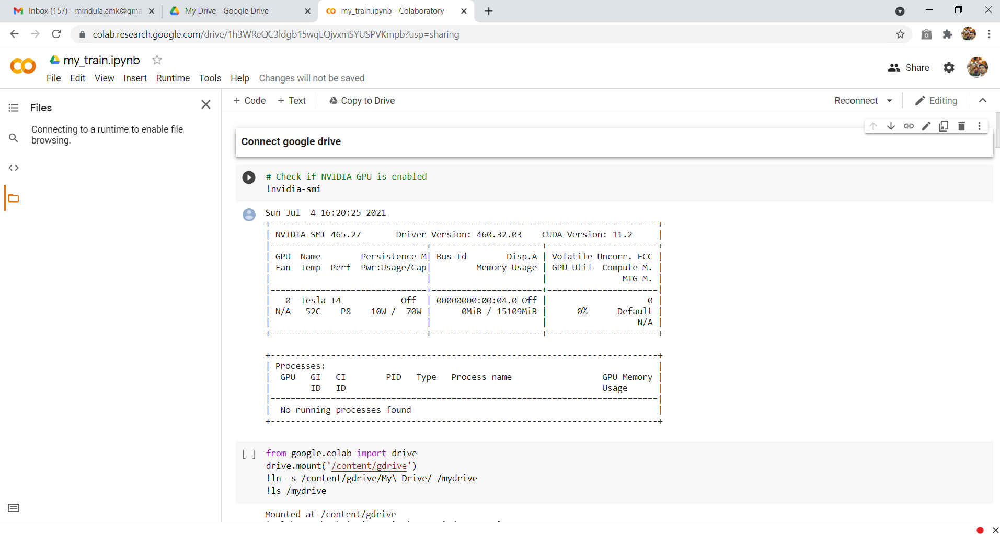 Inbox (157) - mindula.amk@gma
My Drive - Google Drive
my_train.ipynb - Colaboratory
colab.research.google.com/drive/1h3WReQC3ldgb15wqEQjvxmSYUSPVKmpb?usp=sharing
my_train.ipynb
Share
File Edit View Insert Runtime Tools Help Changes will not be saved
Files
Connecting to a runtime to enable file
browsing.
+ Code + Text Copy to Drive
Reconnect Editing
Connect google drive
# Check if NVIDIA GPU is enabled
!nvidia-smi
Sun Jul  4 16:20:25 2021
+-----------------------------------------------------------------------------+
| NVIDIA-SMI 465.27       Driver Version: 460.32.03    CUDA Version: 11.2     |
|-------------------------------+----------------------+----------------------+
| GPU  Name        Persistence-M| Bus-Id        Disp.A | Volatile Uncorr. ECC |
| Fan  Temp  Perf  Pwr:Usage/Cap|         Memory-Usage | GPU-Util  Compute M. |
|                               |                      |               MIG M. |
|===============================+======================+======================|
|   0  Tesla T4            Off  | 00000000:00:04.0 Off |                    0 |
| N/A   52C    P8    10W /  70W |      0MiB / 15109MiB |      0%      Default |
|                               |                      |                  N/A |
+-------------------------------+----------------------+----------------------+
+-----------------------------------------------------------------------------+
| Processes:                                                                  |
|  GPU   GI   CI        PID   Type   Process name                  GPU Memory |
|        ID   ID                                                   Usage      |
|=============================================================================|
|  No running processes found                                                 |
+-----------------------------------------------------------------------------+
[ ] from google.colab import drive
drive.mount('/content/gdrive')
!ln -s /content/gdrive/My\ Drive/ /mydrive
!ls /mydrive
Mounted at /content/gdrive